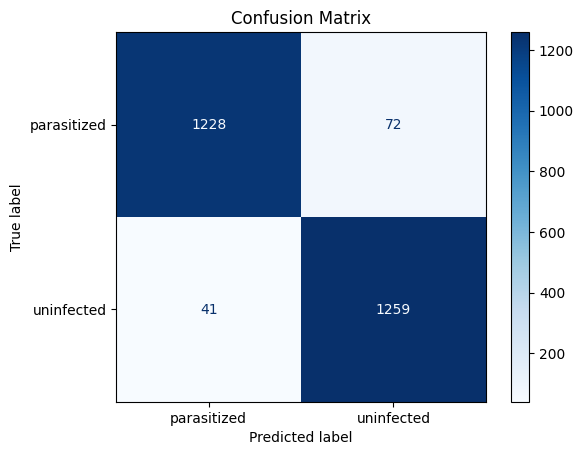 Confusion Matrix
True label
parasitized
uninfected
1228 72
41 1259
parasitized uninfected
Predicted label
1200
1000
800
600
400
200